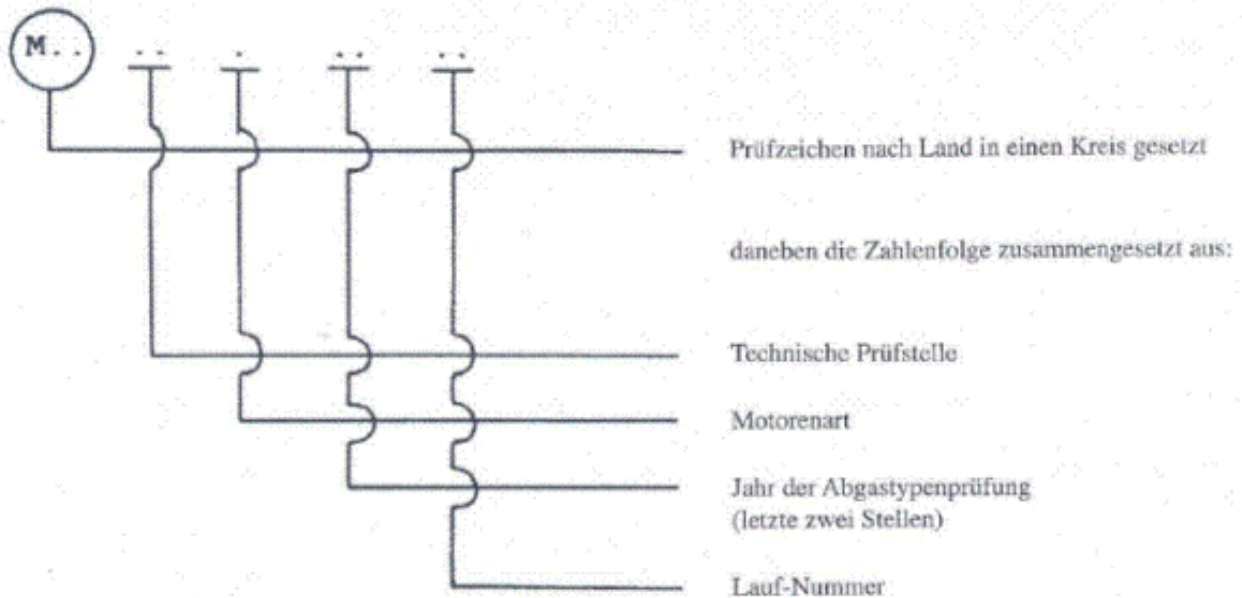 M. .
. . . . . . .
Prüfzeichen nach Land in einen Kreis gesetzt
daneben die Zahlenfolge zusammengesetzt aus:
Technische Prüfstelle
Motorenart
Jahr der Abgastypenprüfung
(letzte zwei Stellen)
Lauf-Nummer